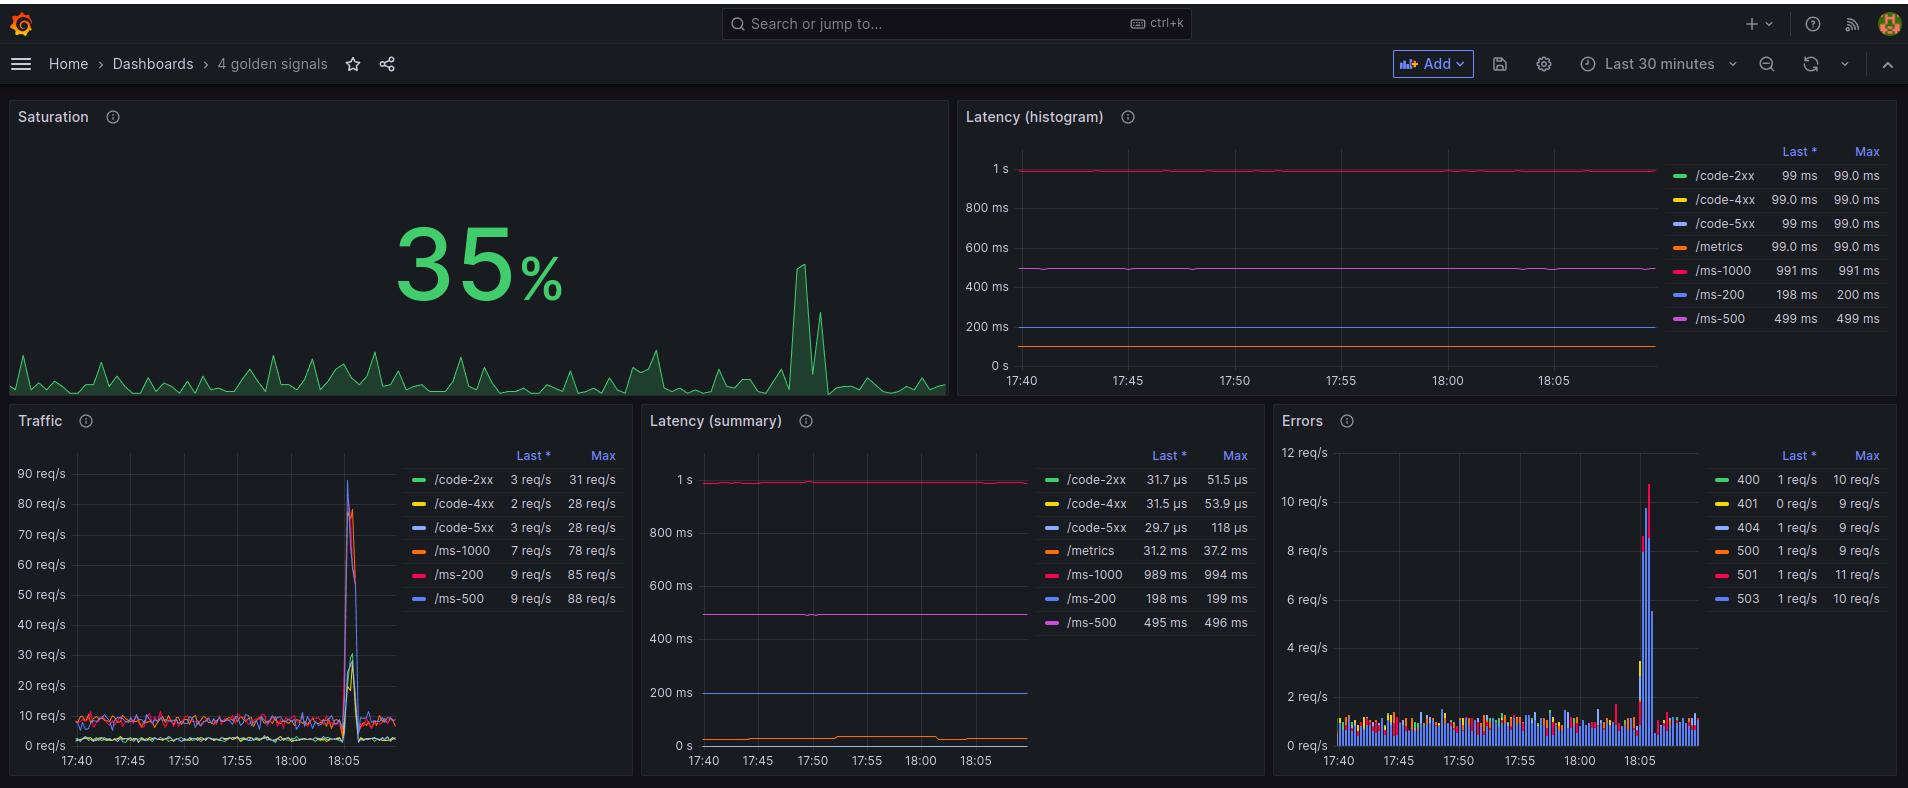 Search or jump to... ctrl+k
Home › Dashboards › 4 golden signals
Add
Last 30 minutes
Saturation
35%
Latency (histogram)
1 s
800 ms
600 ms
400 ms
200 ms
0 s
17:40 17:45 17:50 17:55 18:00 18:05
Last * Max
/code-2xx 99 ms 99.0 ms
/code-4xx 99.0 ms 99.0 ms
/code-5xx 99 ms 99.0 ms
/metrics 99.0 ms 99.0 ms
/ms-1000 991 ms 991 ms
/ms-200 198 ms 200 ms
/ms-500 499 ms 499 ms
Traffic
90 req/s
80 req/s
70 req/s
60 req/s
50 req/s
40 req/s
30 req/s
20 req/s
10 req/s
0 req/s
17:40 17:45 17:50 17:55 18:00 18:05
Last * Max
/code-2xx 3 req/s 31 req/s
/code-4xx 2 req/s 28 req/s
/code-5xx 3 req/s 28 req/s
/ms-1000 7 req/s 78 req/s
/ms-200 9 req/s 85 req/s
/ms-500 9 req/s 88 req/s
Latency (summary)
1 s
800 ms
600 ms
400 ms
200 ms
0 s
17:40 17:45 17:50 17:55 18:00 18:05
Last * Max
/code-2xx 31.7 µs 51.5 µs
/code-4xx 31.5 µs 53.9 µs
/code-5xx 29.7 µs 118 µs
/metrics 31.2 ms 37.2 ms
/ms-1000 989 ms 994 ms
/ms-200 198 ms 199 ms
/ms-500 495 ms 496 ms
Errors
12 req/s
10 req/s
8 req/s
6 req/s
4 req/s
2 req/s
0 req/s
17:40 17:45 17:50 17:55 18:00 18:05
Last * Max
400 1 req/s 10 req/s
401 0 req/s 9 req/s
404 1 req/s 9 req/s
500 1 req/s 9 req/s
501 1 req/s 11 req/s
503 1 req/s 10 req/s